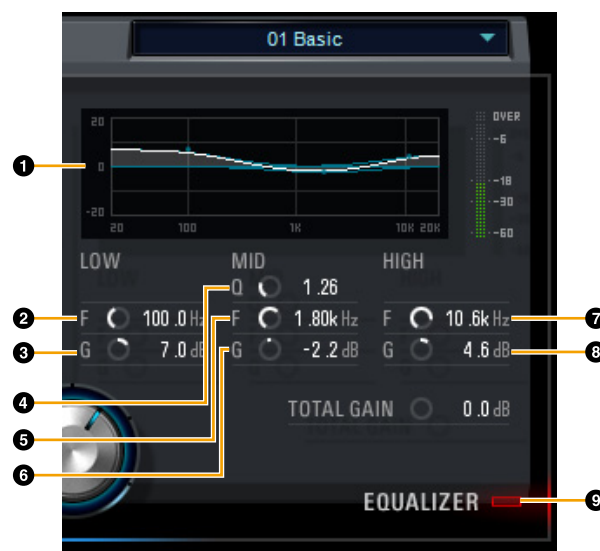 01 Basic
20
0
-20
20 100 1K 10K 20K
OVER
-6
-18
-30
-60
1
LOW MID HIGH
Q 1.26
2 F 100.0 Hz F 1.80k Hz F 10.6k Hz 7
3 G 7.0 dB G -2.2 dB G 4.6 dB 8
4
TOTAL GAIN 0.0 dB
5
6
EQUALIZER 9